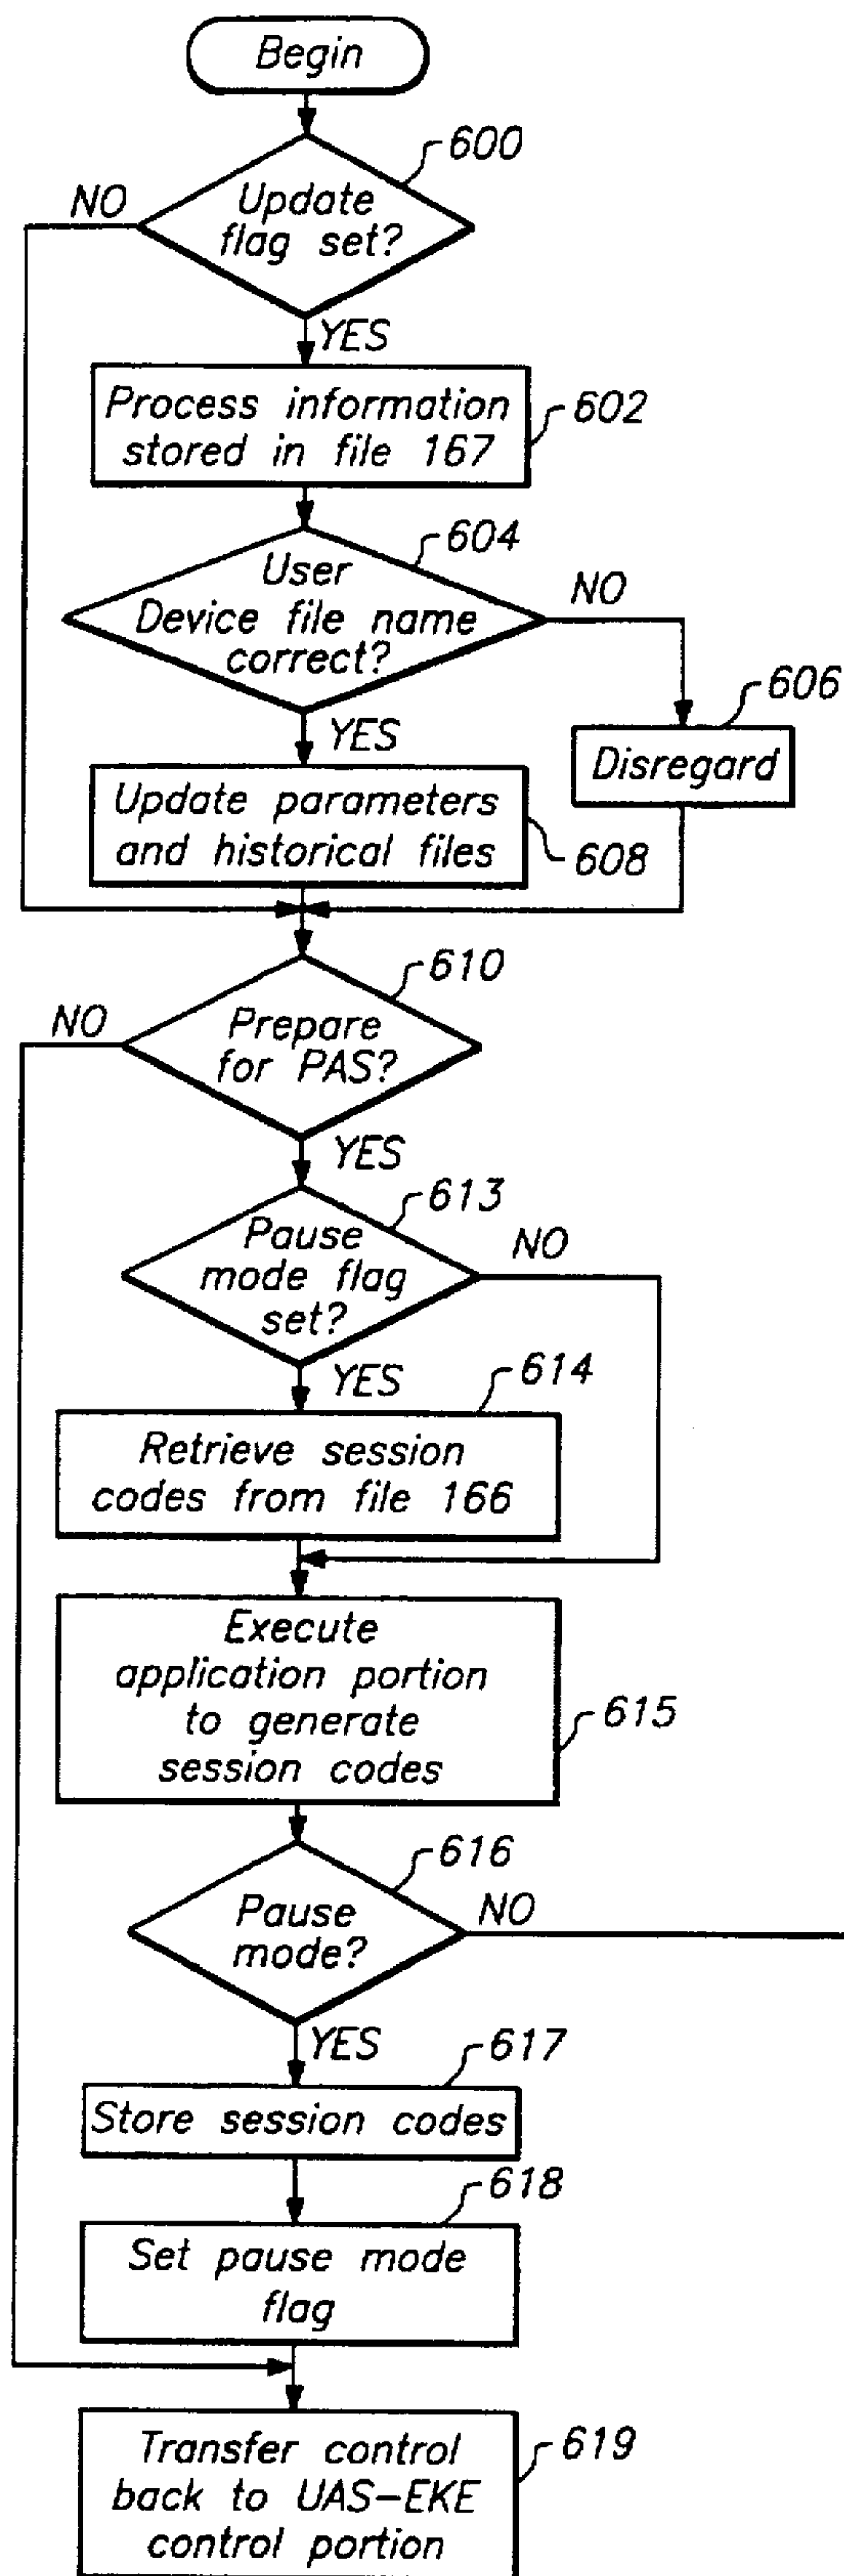 Begin
600
NO
Update
flag set?
YES
Process information
stored in file 167
602
604
User
Device file name
correct?
NO
YES
606
Disregard
Update parameters
and historical files
608
610
NO
Prepare
for PAS?
YES
613
Pause
mode flag
set?
NO
YES
614
Retrieve session
codes from file 166
Execute
application portion
to generate
session codes
615
616
Pause
mode?
NO
YES
617
Store session codes
618
Set pause mode
flag
Transfer control
back to UAS-EKE
control portion
619